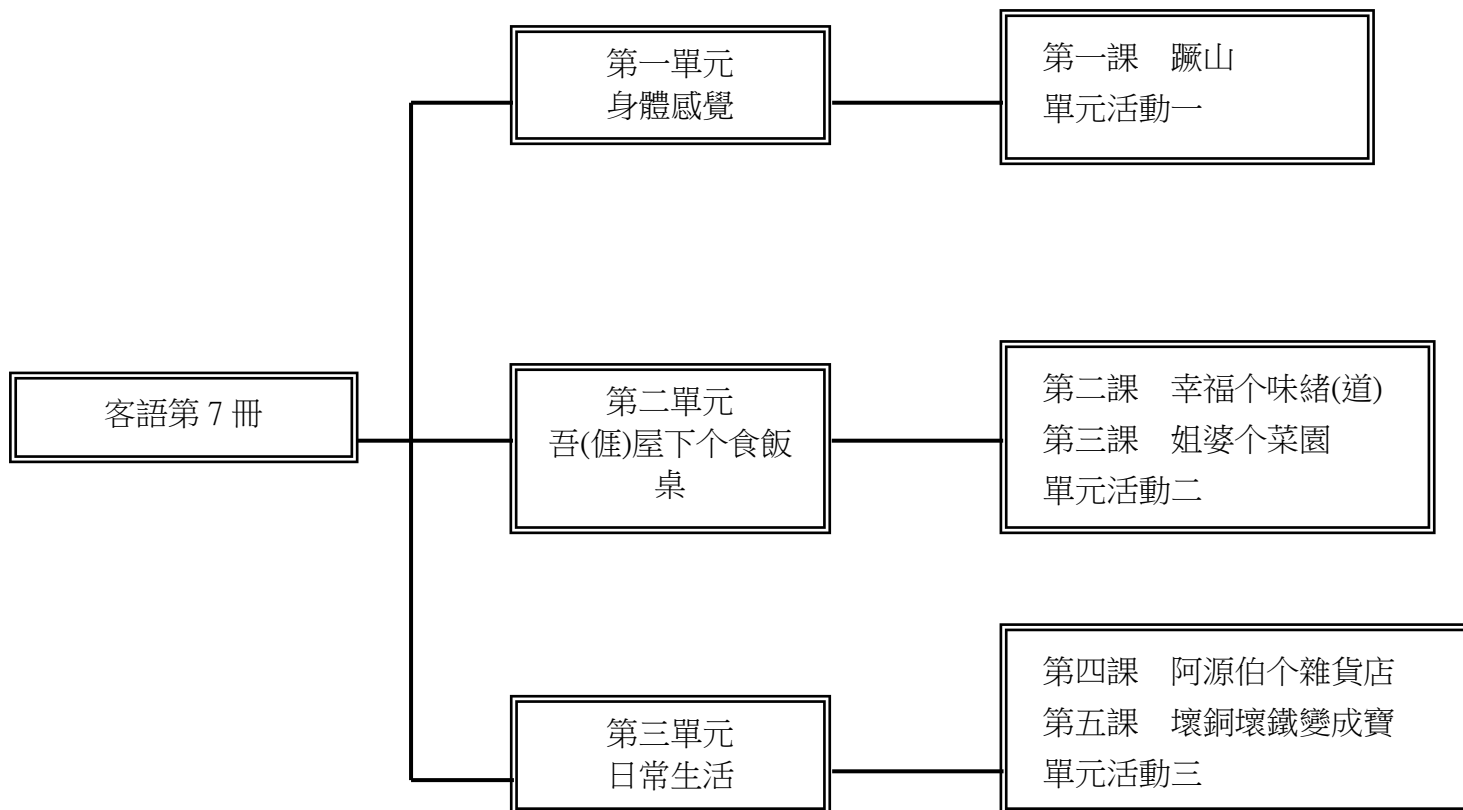 客語第 7 冊
第一單元
身體感覺
第一課　蹶山
單元活動一
第二單元
吾(𠊎)屋下个食飯
桌
第二課　幸福个味緒(道)
第三課　姐婆个菜園
單元活動二
第三單元
日常生活
第四課　阿源伯个雜貨店
第五課　壞銅壞鐵變成寶
單元活動三